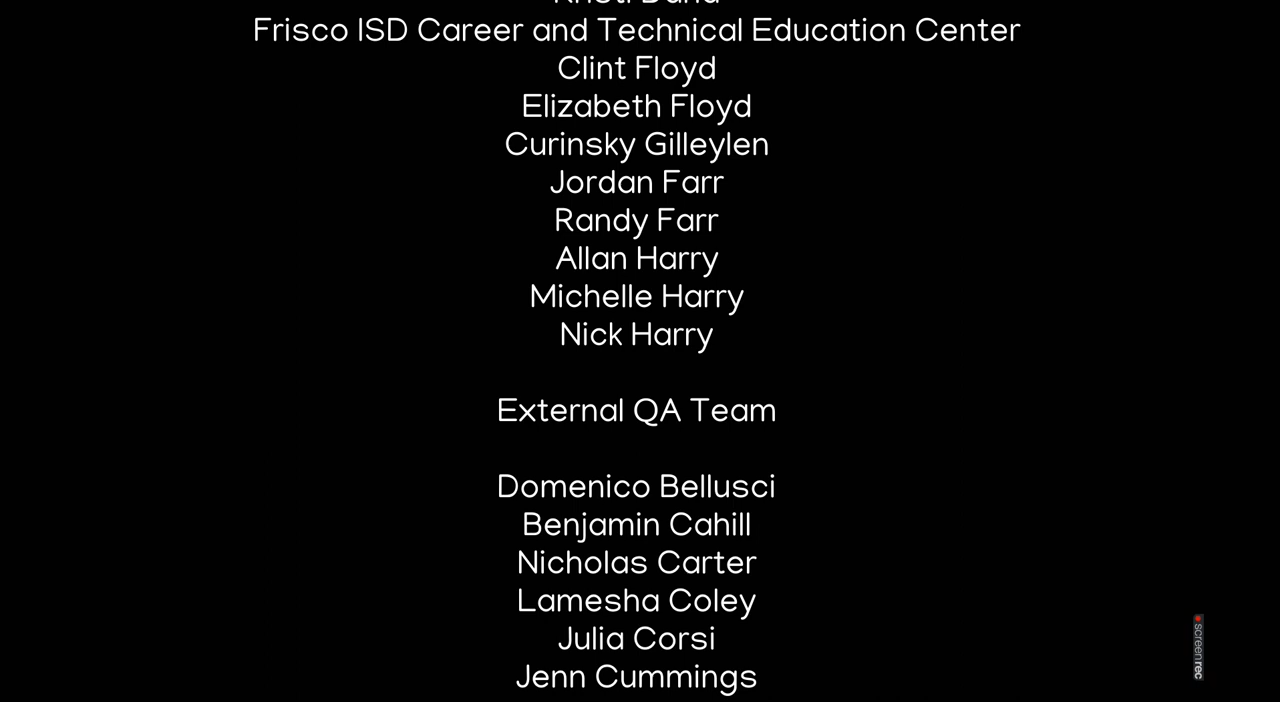 Frisco ISD Career and Technical Education Center
Clint Floyd
Elizabeth Floyd
Curinsky Gilleylen
Jordan Farr
Randy Farr
Allan Harry
Michelle Harry
Nick Harry
External QA Team
Domenico Bellusci
Benjamin Cahill
Nicholas Carter
Lamesha Coley
Julia Corsi
Jenn Cummings
screenrec